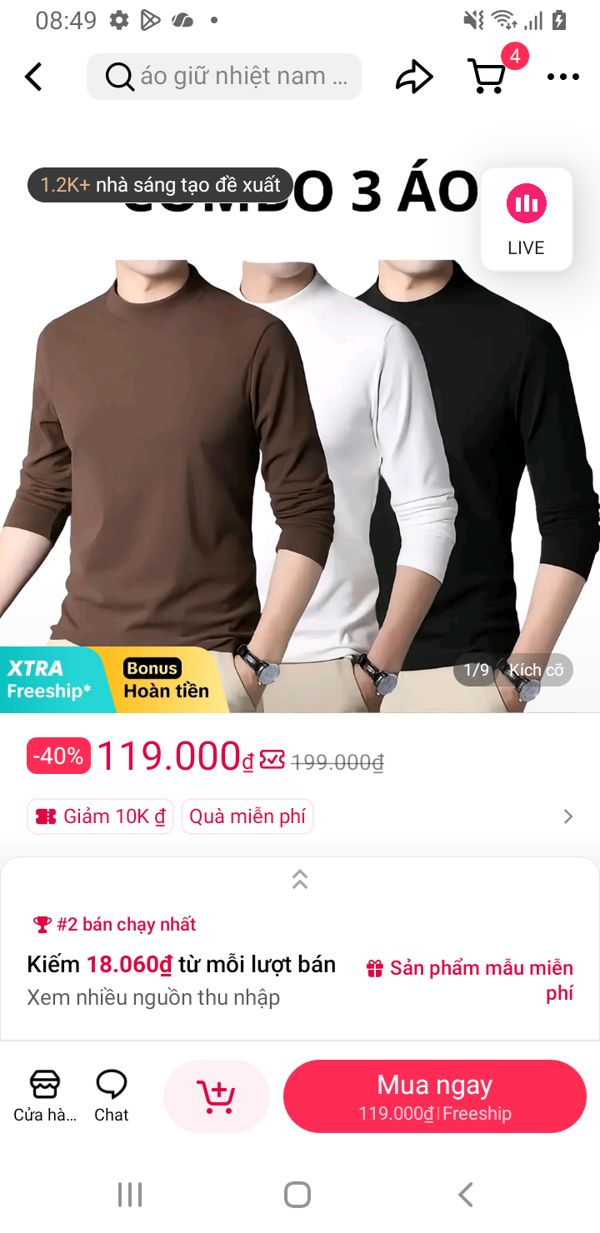 08:49
áo giữ nhiệt nam ...
4
1.2K+ nhà sáng tạo đề xuất
COMBO 3 ÁO
LIVE
XTRA
Freeship*
Bonus
Hoàn tiền
1/9
Kích cỡ
-40% 119.000₫ 199.000₫
Giảm 10K ₫
Quà miễn phí
#2 bán chạy nhất
Kiếm 18.060₫ từ mỗi lượt bán
Xem nhiều nguồn thu nhập
Sản phẩm mẫu miễn
phí
Cửa hà...
Chat
Mua ngay
119.000₫ | Freeship